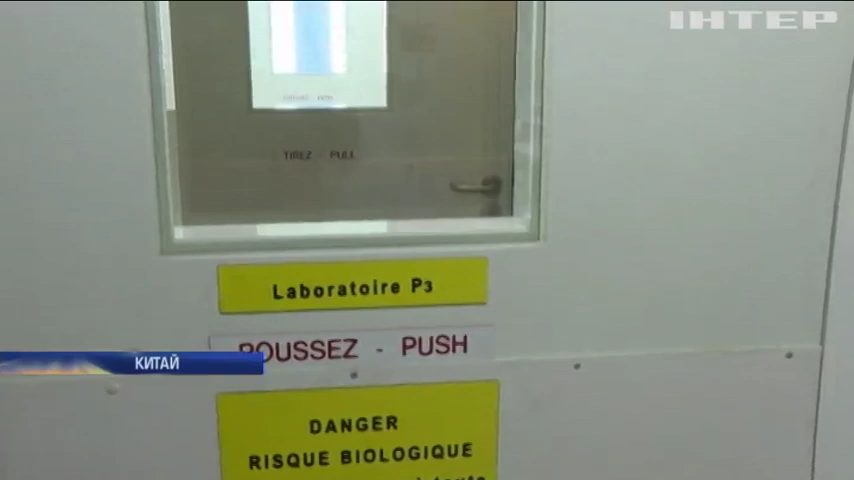 ІНТЕР
TIREZ - PULL
Laboratoire P3
POUSSEZ - PUSH
КИТАЙ
DANGER
RISQUE BIOLOGIQUE